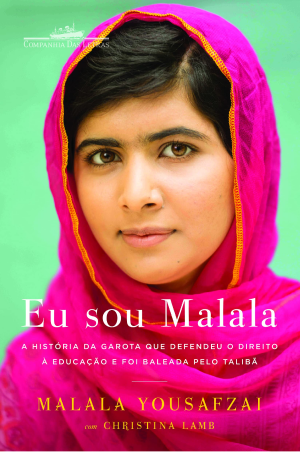 COMPANHIA DAS LETRAS
Eu sou Malala
A HISTÓRIA DA GAROTA QUE DEFENDEU O DIREITO
À EDUCAÇÃO E FOI BALEADA PELO TALIBÃ
MALALA YOUSAFZAI
com CHRISTINA LAMB